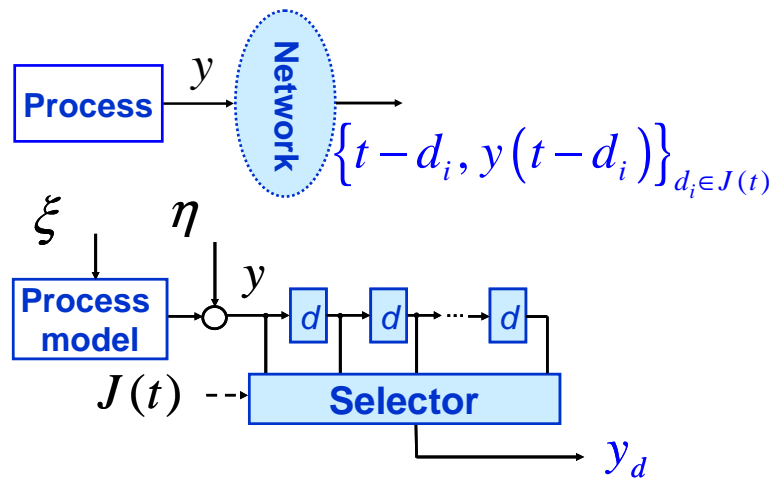 y
Network
Process
{t − d_i, y(t − d_i)}_{d_i ∈ J(t)}
ξ
η
y
Process model
d
d
...
d
J(t)
Selector
y_d